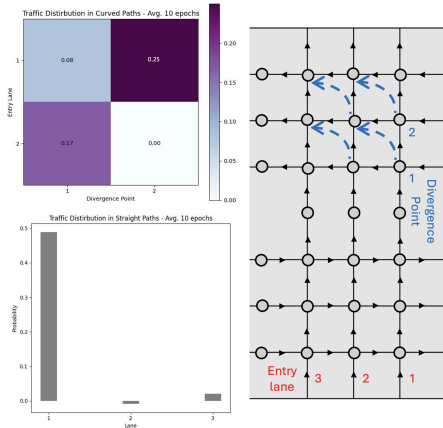 Traffic Distirbution in Curved Paths - Avg. 10 epochs
Entry Lane
1
2
0.08
0.25
0.17
0.00
1
2
Divergence Point
0.20
0.15
0.10
0.05
0.00
Traffic Distirbution in Straight Paths - Avg. 10 epochs
Probability
0.5
0.4
0.3
0.2
0.1
0.0
1
2
3
Lane
2
1
Divergence
Point
Entry
lane
3
2
1